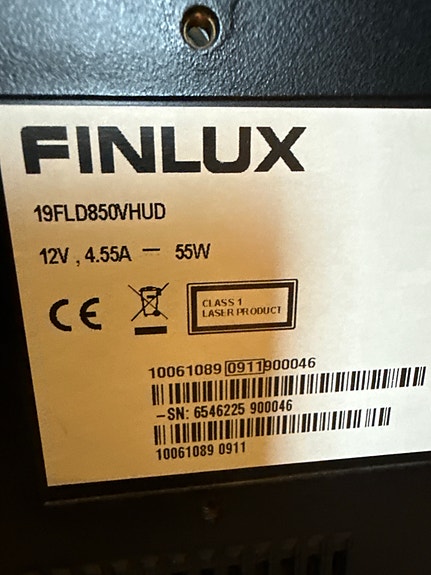 FINLUX
19FLD850VHUD
12V , 4.55A — 55W
CE
CLASS 1
LASER PRODUCT
10061089 0911 900046
-SN: 6546225 900046
10061089 0911